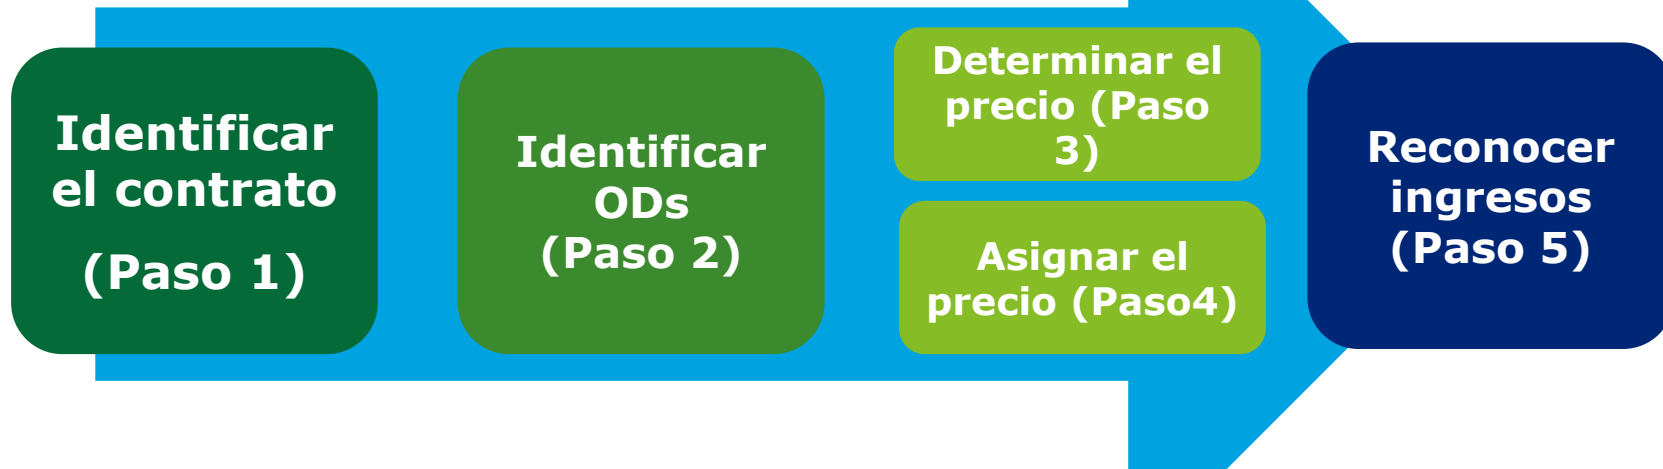 Identificar
el contrato
(Paso 1)
Identificar
ODs
(Paso 2)
Determinar el
precio (Paso
3)
Asignar el
precio (Paso4)
Reconocer
ingresos
(Paso 5)